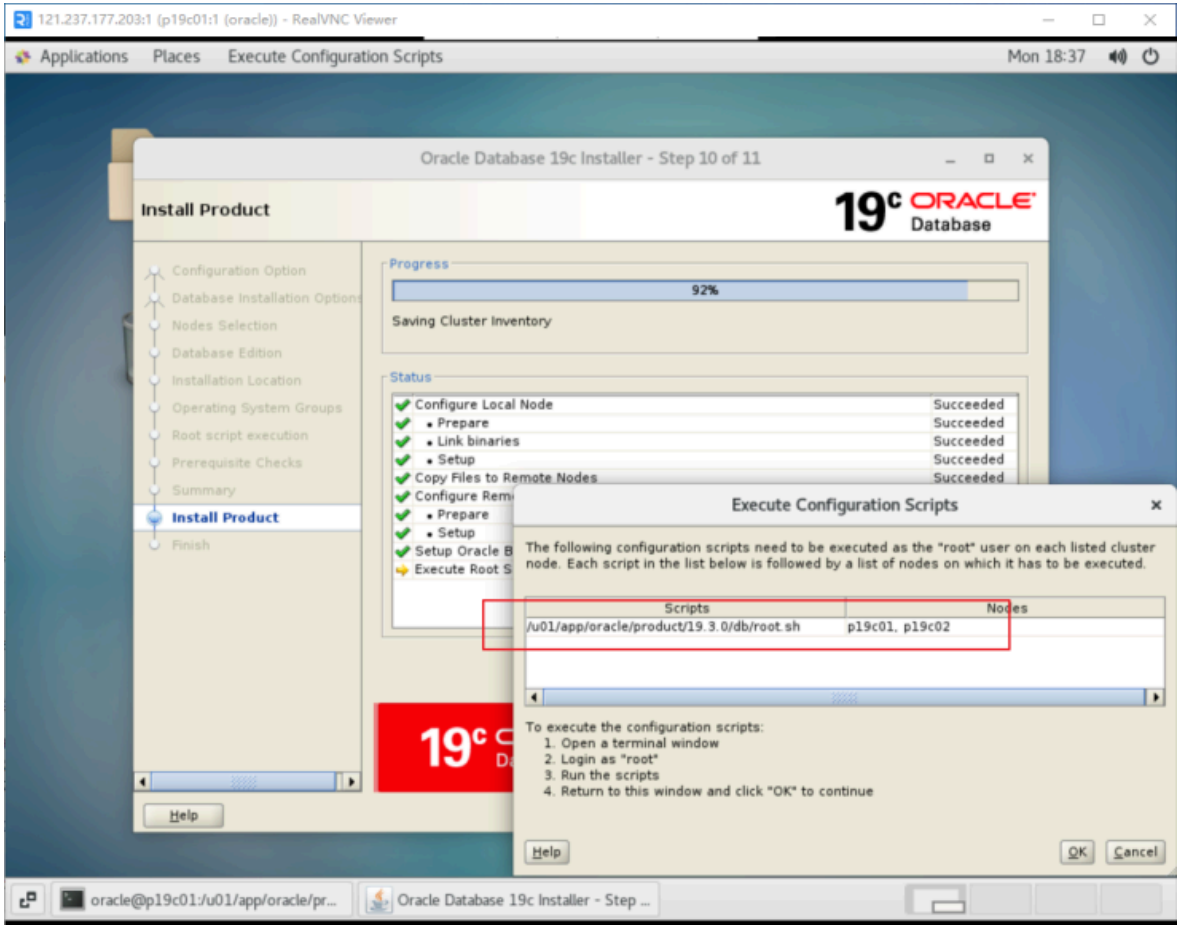 121.237.177.203:1 (p19c01:1 (oracle)) - RealVNC Viewer
Applications Places Execute Configuration Scripts Mon 18:37
Oracle Database 19c Installer - Step 10 of 11
Install Product
19c ORACLE
Database
Configuration Option
Database Installation Options
Nodes Selection
Database Edition
Installation Location
Operating System Groups
Root script execution
Prerequisite Checks
Summary
Install Product
Finish
Progress
92%
Saving Cluster Inventory
Status
Configure Local Node Succeeded
• Prepare Succeeded
• Link binaries Succeeded
• Setup Succeeded
Copy Files to Remote Nodes Succeeded
Configure Rem
• Prepare
• Setup
Setup Oracle B
Execute Root S
19c
Da
Help
Execute Configuration Scripts
The following configuration scripts need to be executed as the "root" user on each listed cluster
node. Each script in the list below is followed by a list of nodes on which it has to be executed.
Scripts Nodes
/u01/app/oracle/product/19.3.0/db/root.sh p19c01, p19c02
To execute the configuration scripts:
1. Open a terminal window
2. Login as "root"
3. Run the scripts
4. Return to this window and click "OK" to continue
Help OK Cancel
oracle@p19c01:/u01/app/oracle/pr... Oracle Database 19c Installer - Step ...